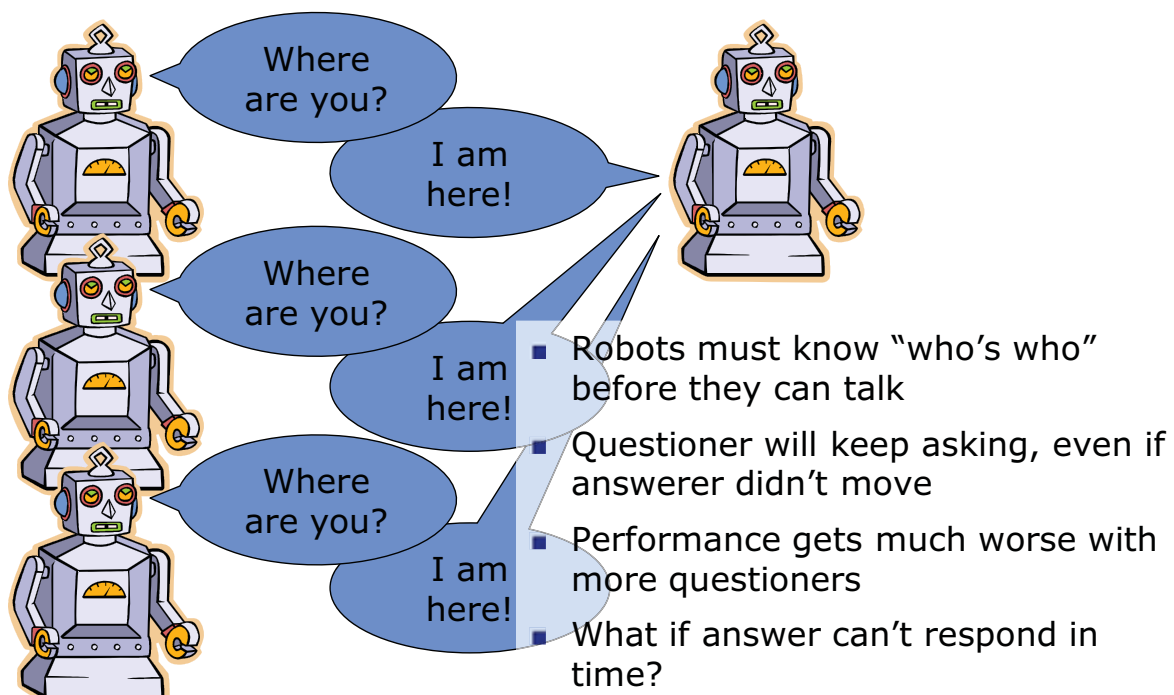 Where
are you?
I am
here!
Where
are you?
I am
here!
Where
are you?
I am
here!
Robots must know “who’s who”
before they can talk
Questioner will keep asking, even if
answerer didn’t move
Performance gets much worse with
more questioners
What if answer can’t respond in
time?